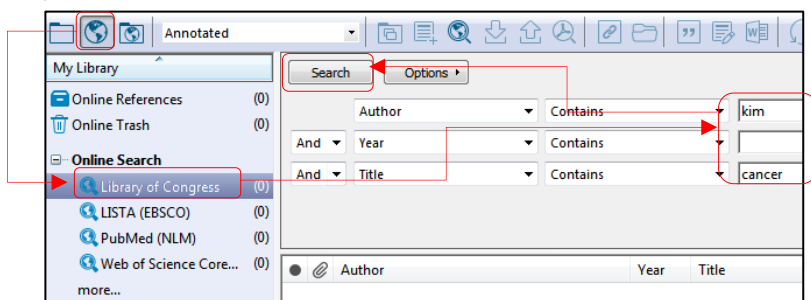 Annotated
My Library
Online References (0)
Online Trash (0)
Online Search
Library of Congress (0)
LISTA (EBSCO) (0)
PubMed (NLM) (0)
Web of Science Core... (0)
more...
Search Options
Author Contains kim
And Year Contains
And Title Contains cancer
Author Year Title